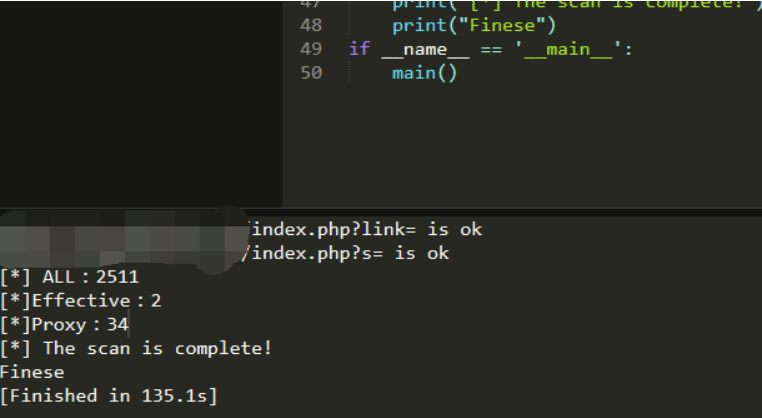 47 print("[*] The scan is complete!")
48 print("Finese")
49 if __name__ == '__main__':
50 main()
/index.php?link= is ok
/index.php?s= is ok
[*] ALL：2511
[*]Effective：2
[*]Proxy：34
[*] The scan is complete!
Finese
[Finished in 135.1s]